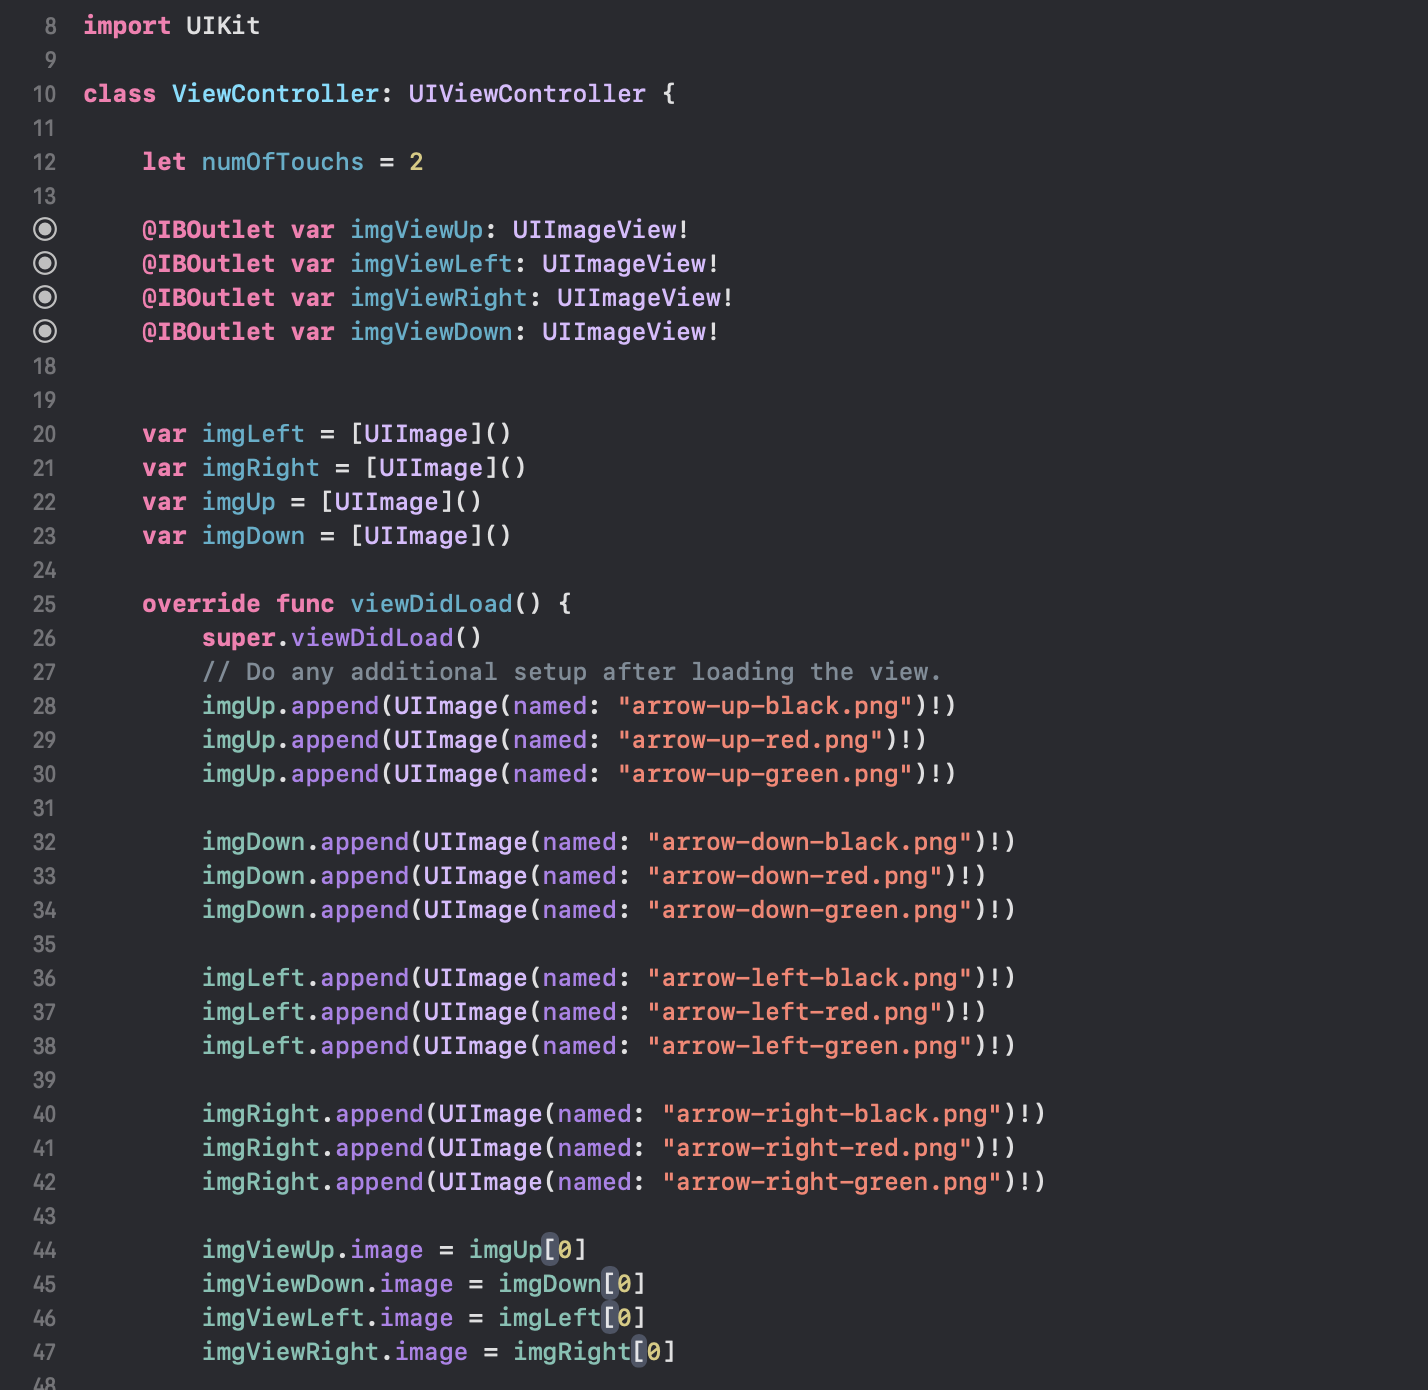 8 import UIKit
9
10 class ViewController: UIViewController {
11
12     let numOfTouchs = 2
13
    @IBOutlet var imgViewUp: UIImageView!
    @IBOutlet var imgViewLeft: UIImageView!
    @IBOutlet var imgViewRight: UIImageView!
    @IBOutlet var imgViewDown: UIImageView!
18
19
20     var imgLeft = [UIImage]()
21     var imgRight = [UIImage]()
22     var imgUp = [UIImage]()
23     var imgDown = [UIImage]()
24
25     override func viewDidLoad() {
26         super.viewDidLoad()
27         // Do any additional setup after loading the view.
28         imgUp.append(UIImage(named: "arrow-up-black.png")!)
29         imgUp.append(UIImage(named: "arrow-up-red.png")!)
30         imgUp.append(UIImage(named: "arrow-up-green.png")!)
31
32         imgDown.append(UIImage(named: "arrow-down-black.png")!)
33         imgDown.append(UIImage(named: "arrow-down-red.png")!)
34         imgDown.append(UIImage(named: "arrow-down-green.png")!)
35
36         imgLeft.append(UIImage(named: "arrow-left-black.png")!)
37         imgLeft.append(UIImage(named: "arrow-left-red.png")!)
38         imgLeft.append(UIImage(named: "arrow-left-green.png")!)
39
40         imgRight.append(UIImage(named: "arrow-right-black.png")!)
41         imgRight.append(UIImage(named: "arrow-right-red.png")!)
42         imgRight.append(UIImage(named: "arrow-right-green.png")!)
43
44         imgViewUp.image = imgUp[0]
45         imgViewDown.image = imgDown[0]
46         imgViewLeft.image = imgLeft[0]
47         imgViewRight.image = imgRight[0]
48